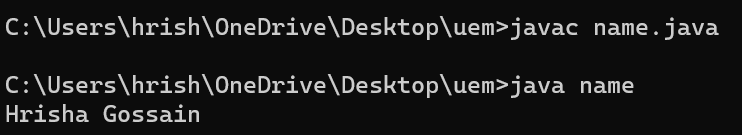 C:\Users\hrish\OneDrive\Desktop\uem>javac name.java
C:\Users\hrish\OneDrive\Desktop\uem>java name
Hrisha Gossain